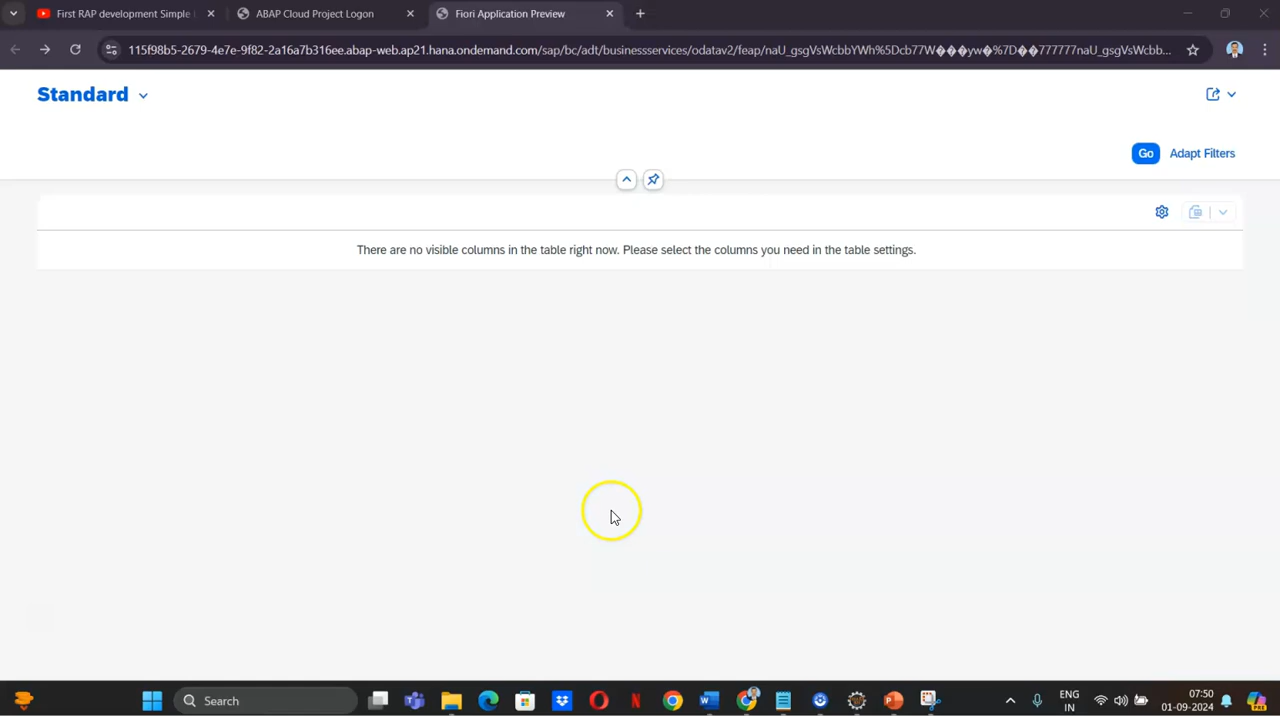 First RAP development Simple
ABAP Cloud Project Logon
Fiori Application Preview
115f98b5-2679-4e7e-9f82-2a16a7b316ee.abap-web.ap21.hana.ondemand.com/sap/bc/adt/businessservices/odatav2/feap/naU_gsgVsWcbbYWh%5Dcb77W���yw�%7D��777777naU_gsgVsWcbb...
Standard
Go Adapt Filters
There are no visible columns in the table right now. Please select the columns you need in the table settings.
Search
ENG
IN
07:50
01-09-2024